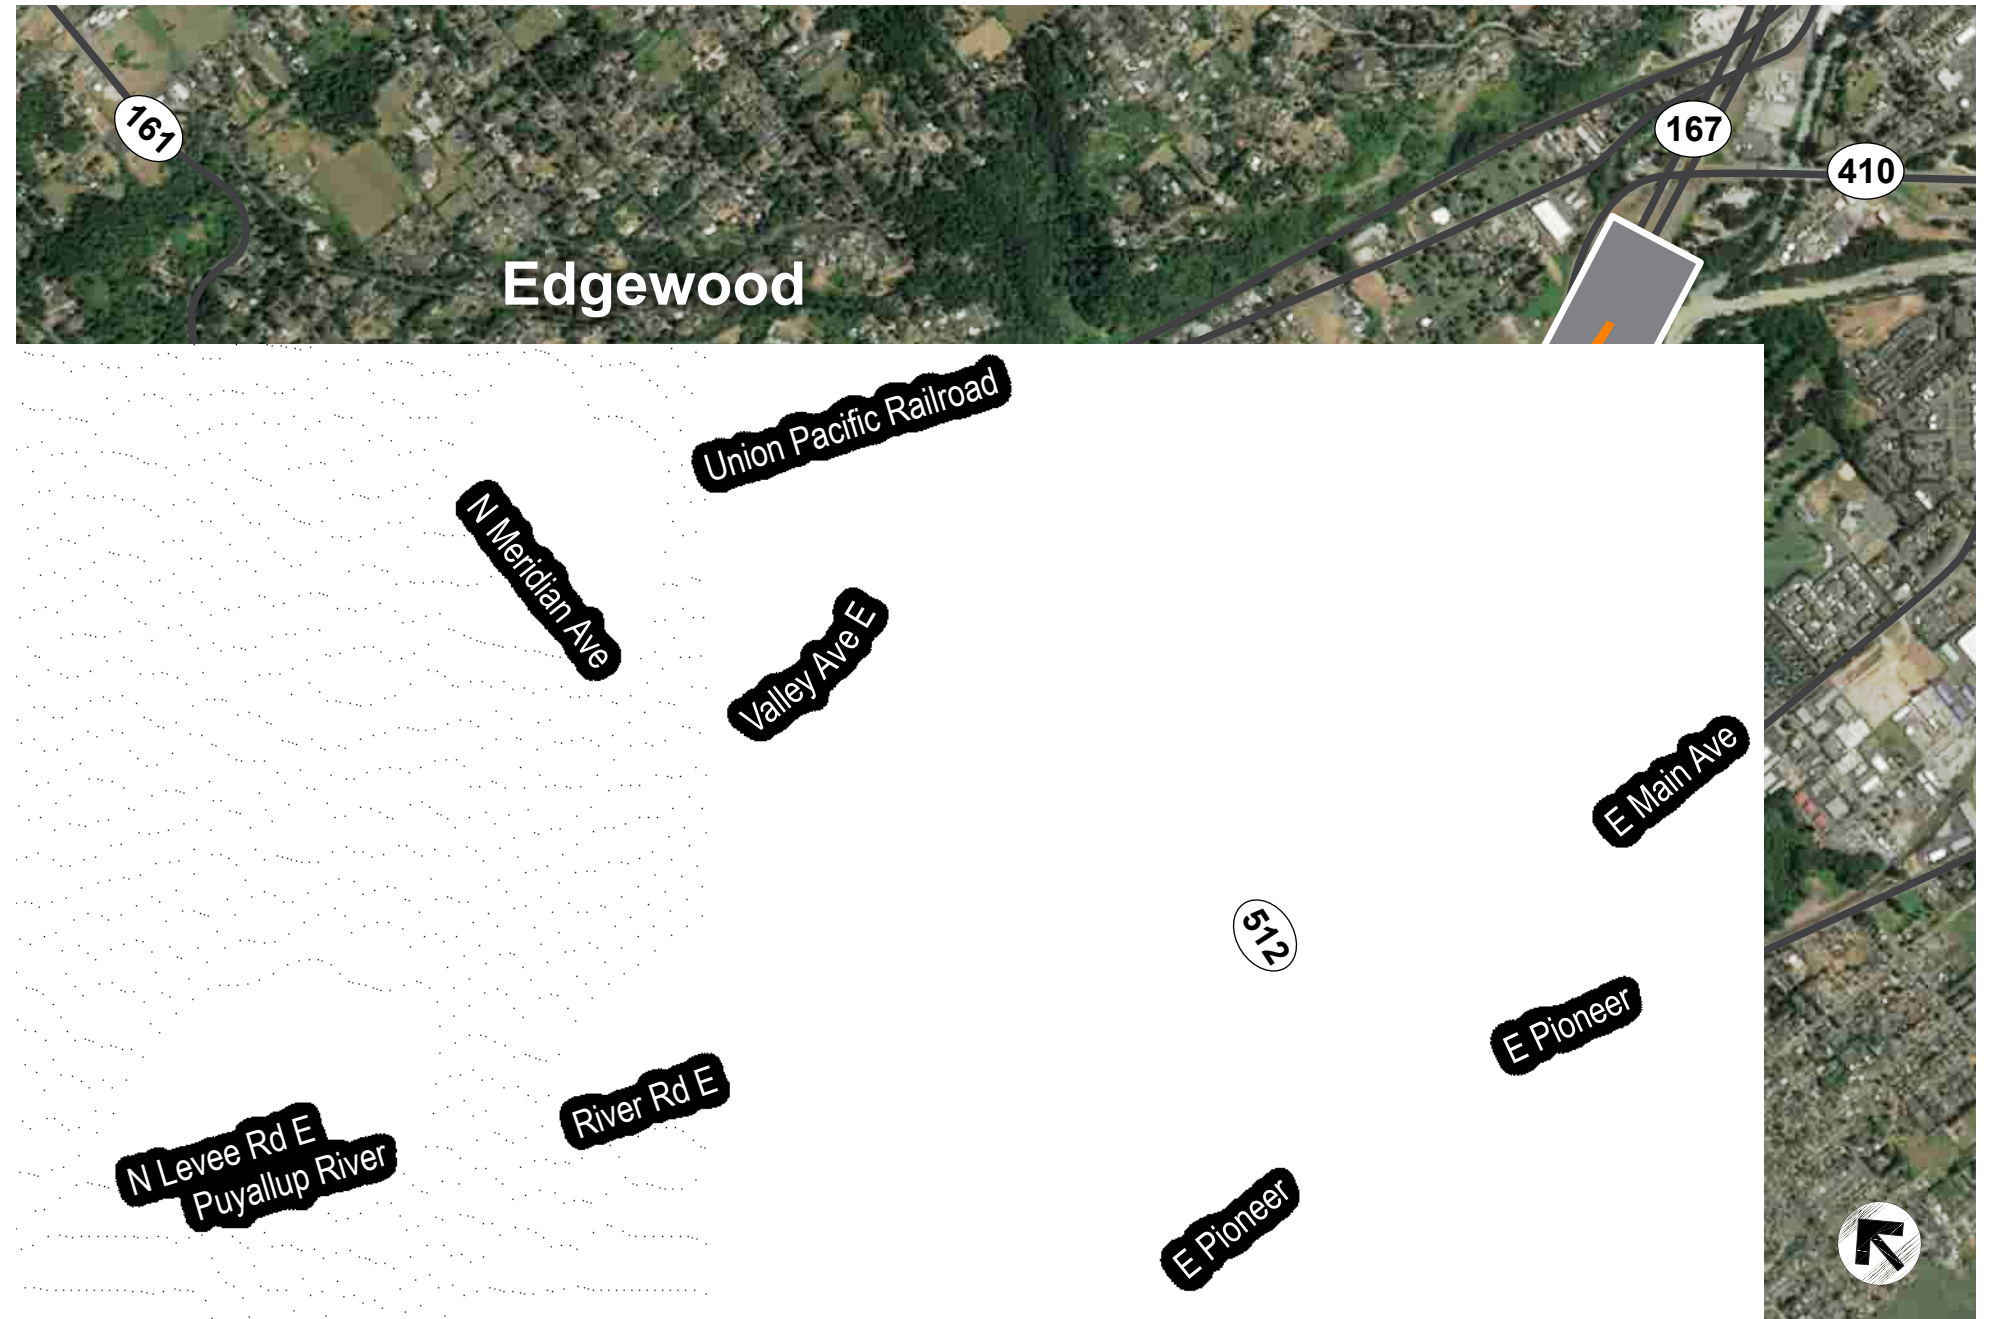 161
167
410
Edgewood
Union Pacific Railroad
N Meridian Ave
Valley Ave E
E Main Ave
512
E Pioneer
River Rd E
N Levee Rd E
Puyallup River
E Pioneer